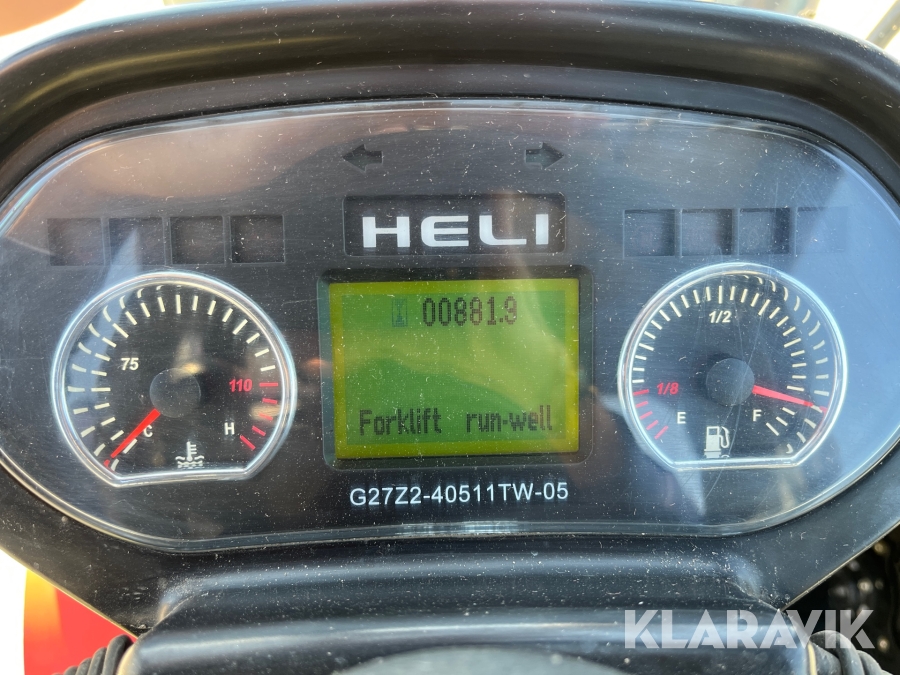 HELI
00881.9
75
110
C
H
1/2
1/8
E
F
Forklift run-well
G27Z2-40511TW-05
KLARAVIK